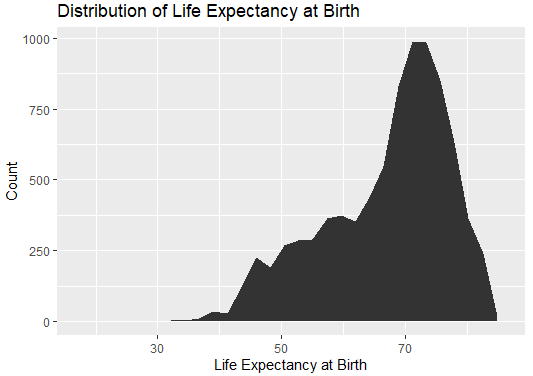 Distribution of Life Expectancy at Birth
1000
750
500
250
0
Count
30 50 70
Life Expectancy at Birth